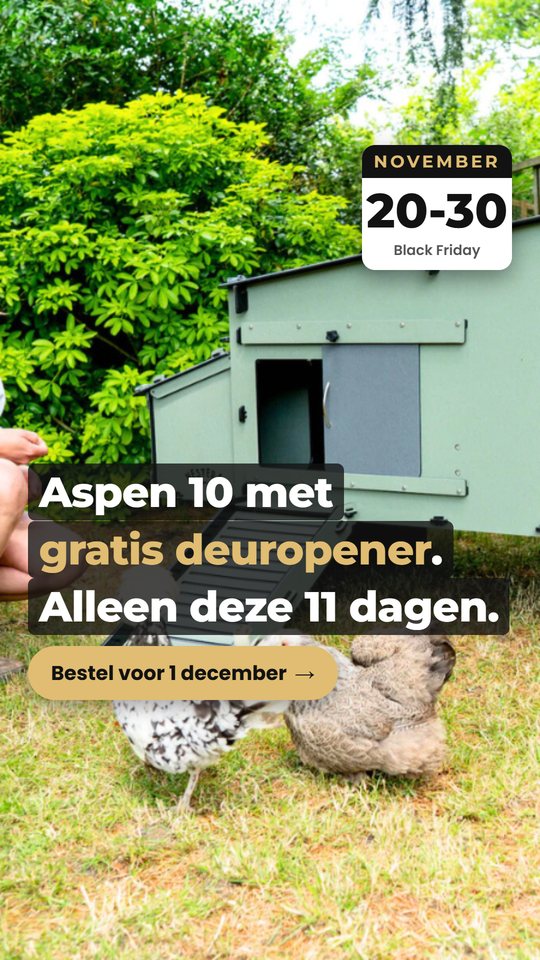 NOVEMBER
20-30
Black Friday
Aspen 10 met
gratis deuropener.
Alleen deze 11 dagen.
Bestel voor 1 december →